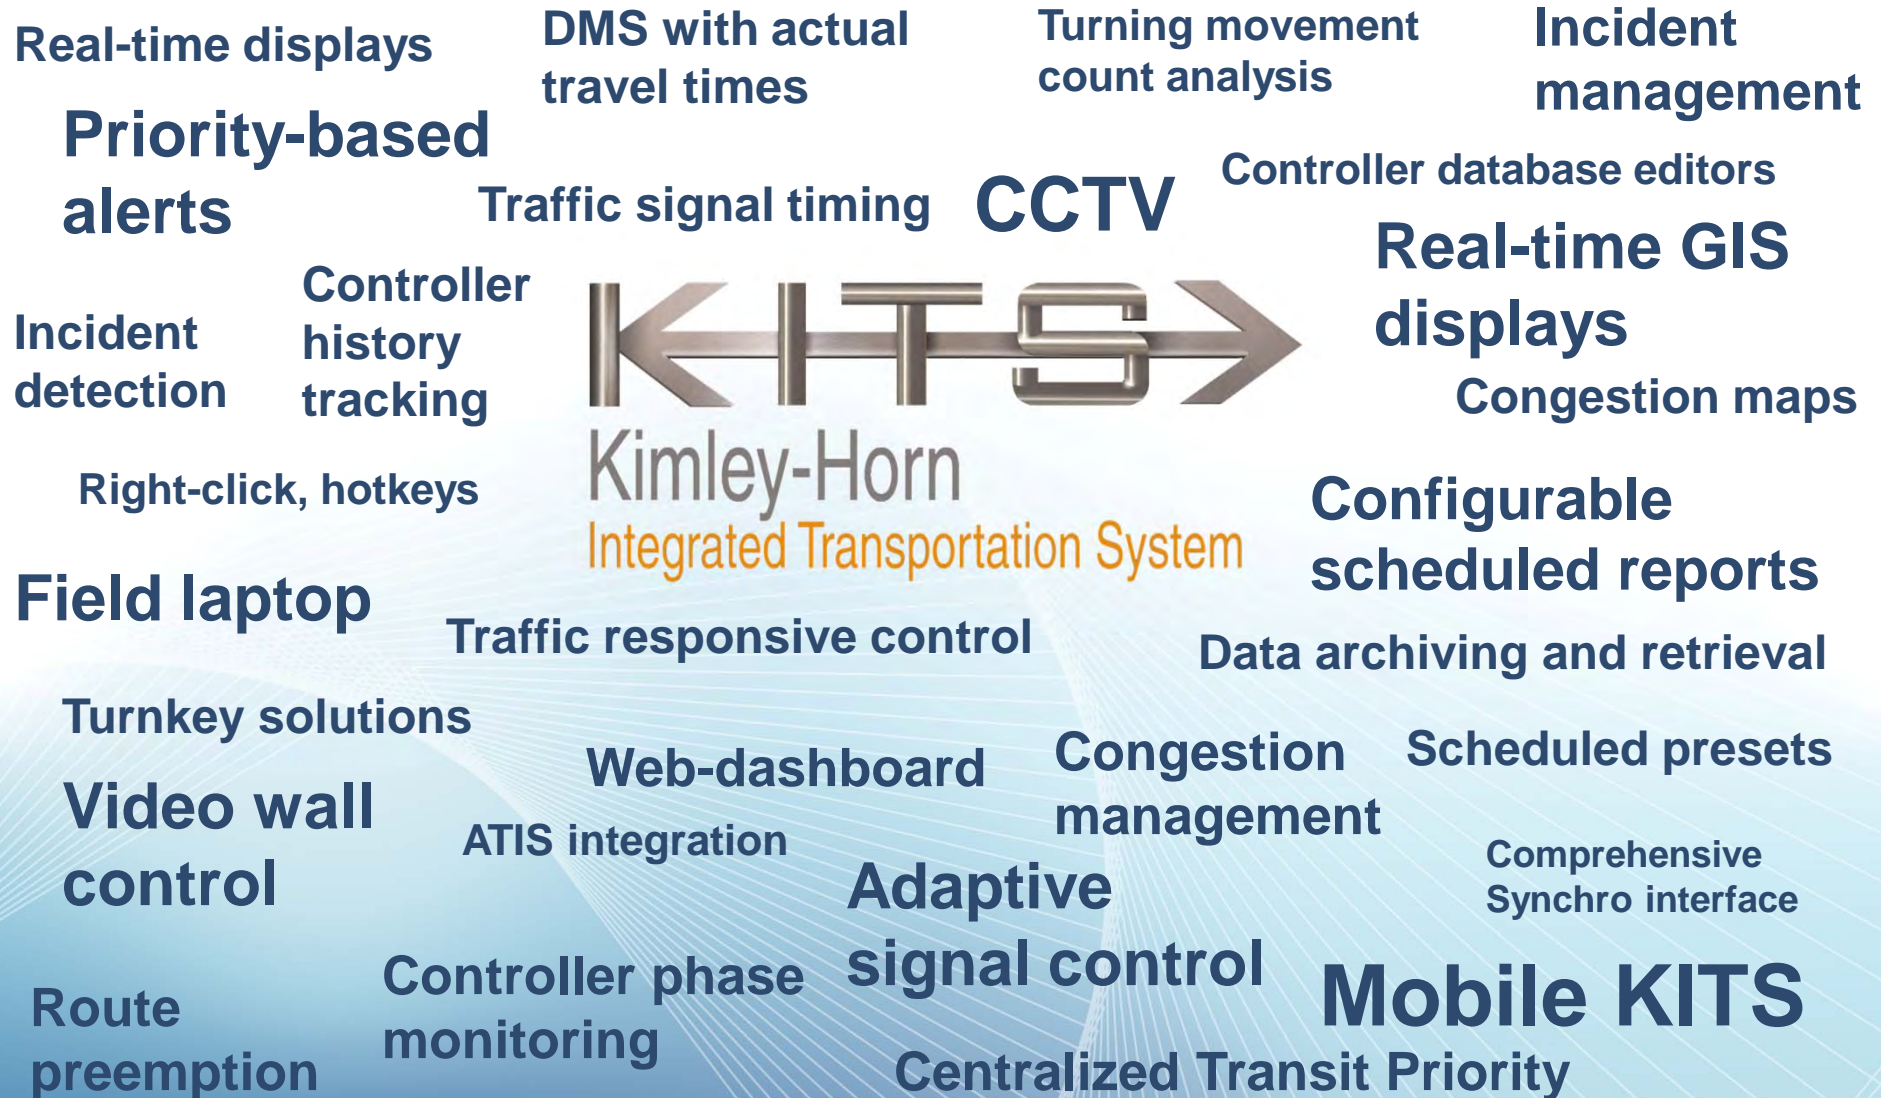 Real-time displays
DMS with actual
travel times
Turning movement
count analysis
Incident
management
Priority-based
alerts
Traffic signal timing
CCTV
Controller database editors
Real-time GIS
displays
Incident
detection
Controller
history
tracking
KITS
Kimley-Horn
Integrated Transportation System
Congestion maps
Right-click, hotkeys
Configurable
scheduled reports
Field laptop
Traffic responsive control
Data archiving and retrieval
Turnkey solutions
Web-dashboard
Congestion
management
Scheduled presets
Video wall
control
ATIS integration
Adaptive
signal control
Comprehensive
Synchro interface
Route
preemption
Controller phase
monitoring
Mobile KITS
Centralized Transit Priority